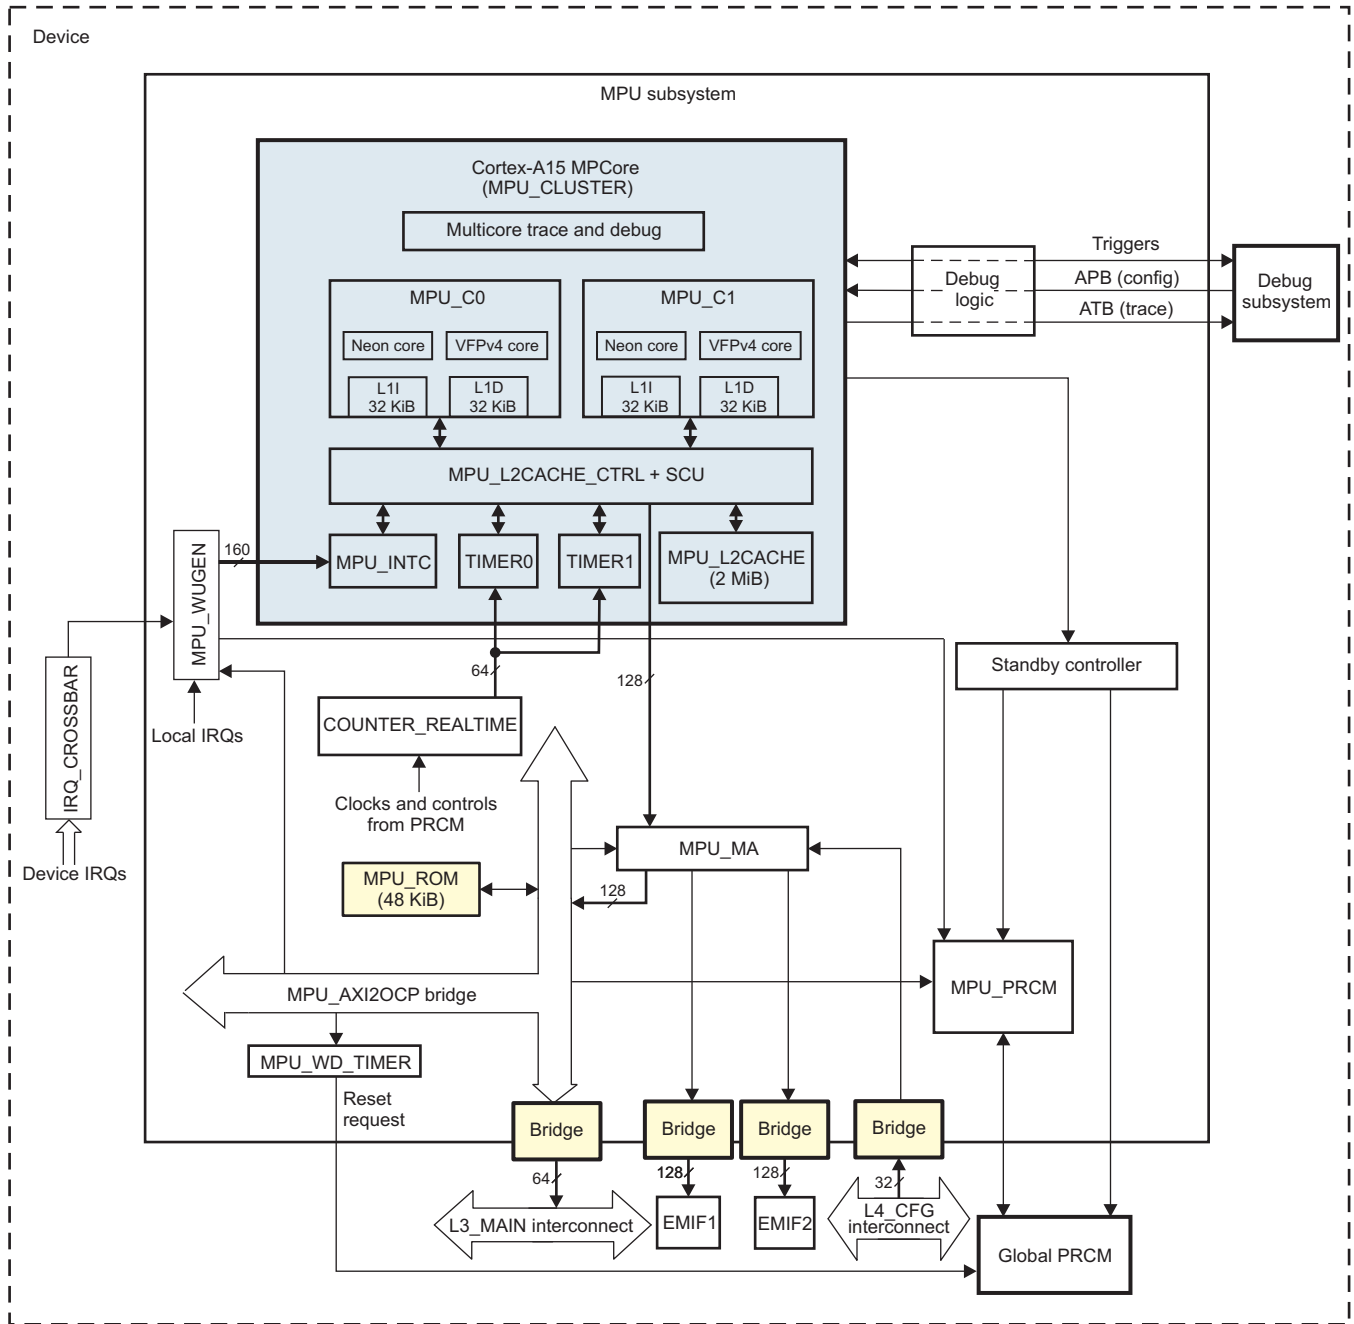 Device
MPU subsystem
Cortex-A15 MPCore
(MPU_CLUSTER)
Multicore trace and debug
MPU_C0
Neon core
VFPv4 core
L1I
32 KiB
L1D
32 KiB
MPU_C1
Neon core
VFPv4 core
L1I
32 KiB
L1D
32 KiB
Debug
logic
Triggers
APB (config)
ATB (trace)
Debug
subsystem
MPU_L2CACHE_CTRL + SCU
MPU_WUGEN
160
MPU_INTC
TIMER0
TIMER1
MPU_L2CACHE
(2 MiB)
IRQ_CROSSBAR
Local IRQs
Device IRQs
64
128
Standby controller
COUNTER_REALTIME
Clocks and controls
from PRCM
MPU_MA
MPU_ROM
(48 KiB)
128
MPU_AXI2OCP bridge
MPU_PRCM
MPU_WD_TIMER
Reset
request
Bridge
Bridge
Bridge
Bridge
64
128
128
32
L3_MAIN interconnect
EMIF1
EMIF2
L4_CFG
interconnect
Global PRCM